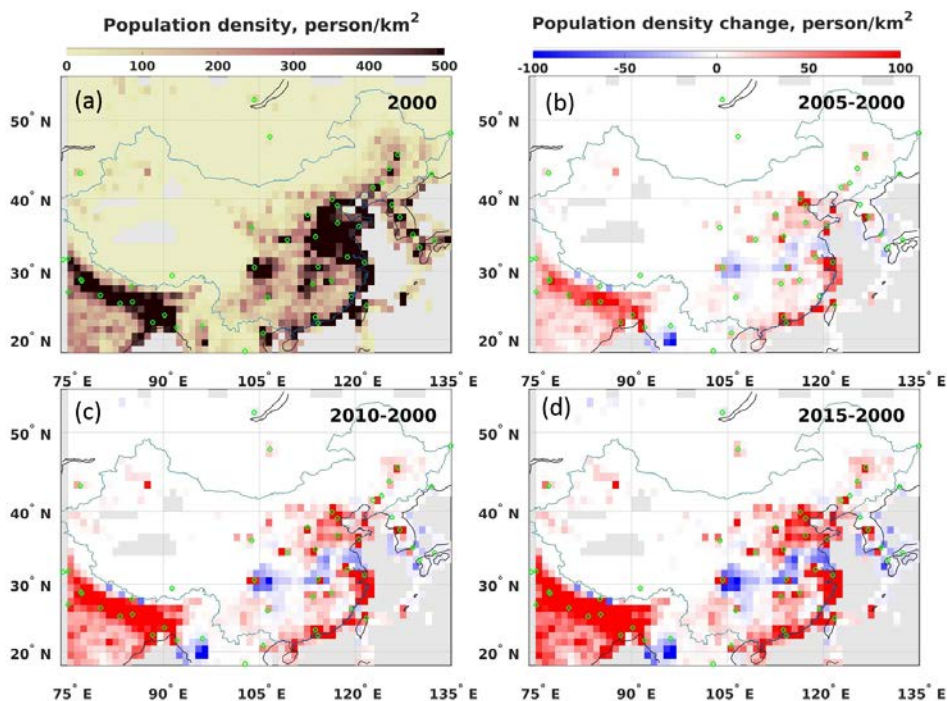 Population density, person/km²
0 100 200 300 400 500
Population density change, person/km²
-100 -50 0 50 100
(a) 2000
50° N
40° N
30° N
20° N
75° E 90° E 105° E 120° E 135° E
(b) 2005-2000
50° N
40° N
30° N
20° N
75° E 90° E 105° E 120° E 135° E
(c) 2010-2000
50° N
40° N
30° N
20° N
75° E 90° E 105° E 120° E 135° E
(d) 2015-2000
50° N
40° N
30° N
20° N
75° E 90° E 105° E 120° E 135° E